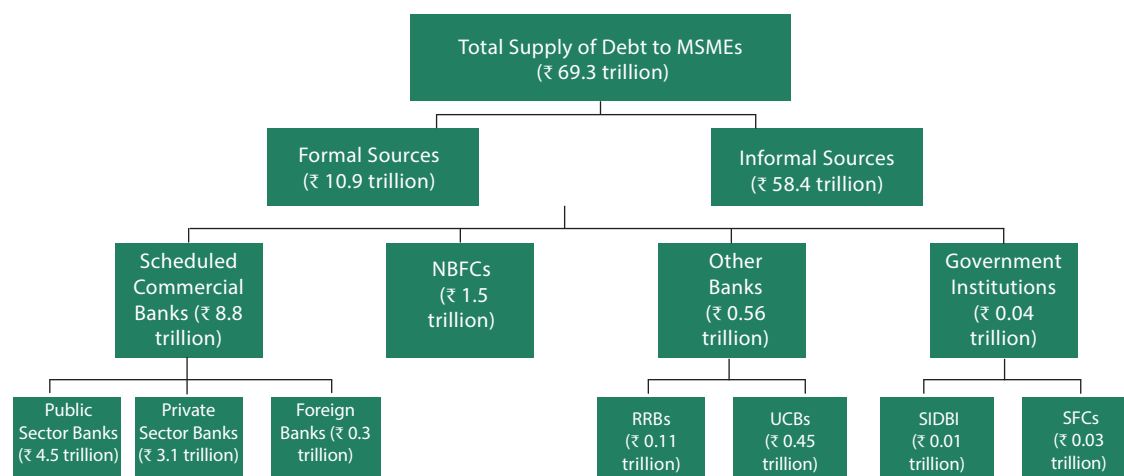 Total Supply of Debt to MSMEs
(₹ 69.3 trillion)
Formal Sources
(₹ 10.9 trillion)
Informal Sources
(₹ 58.4 trillion)
Scheduled
Commercial
Banks (₹ 8.8
trillion)
NBFCs
(₹ 1.5
trillion)
Other
Banks
(₹ 0.56
trillion)
Government
Institutions
(₹ 0.04
trillion)
Public
Sector Banks
(₹ 4.5 trillion)
Private
Sector Banks
(₹ 3.1 trillion)
Foreign
Banks (₹ 0.3
trillion)
RRBs
(₹ 0.11
trillion)
UCBs
(₹ 0.45
trillion)
SIDBI
(₹ 0.01
trillion)
SFCs
(₹ 0.03
trillion)